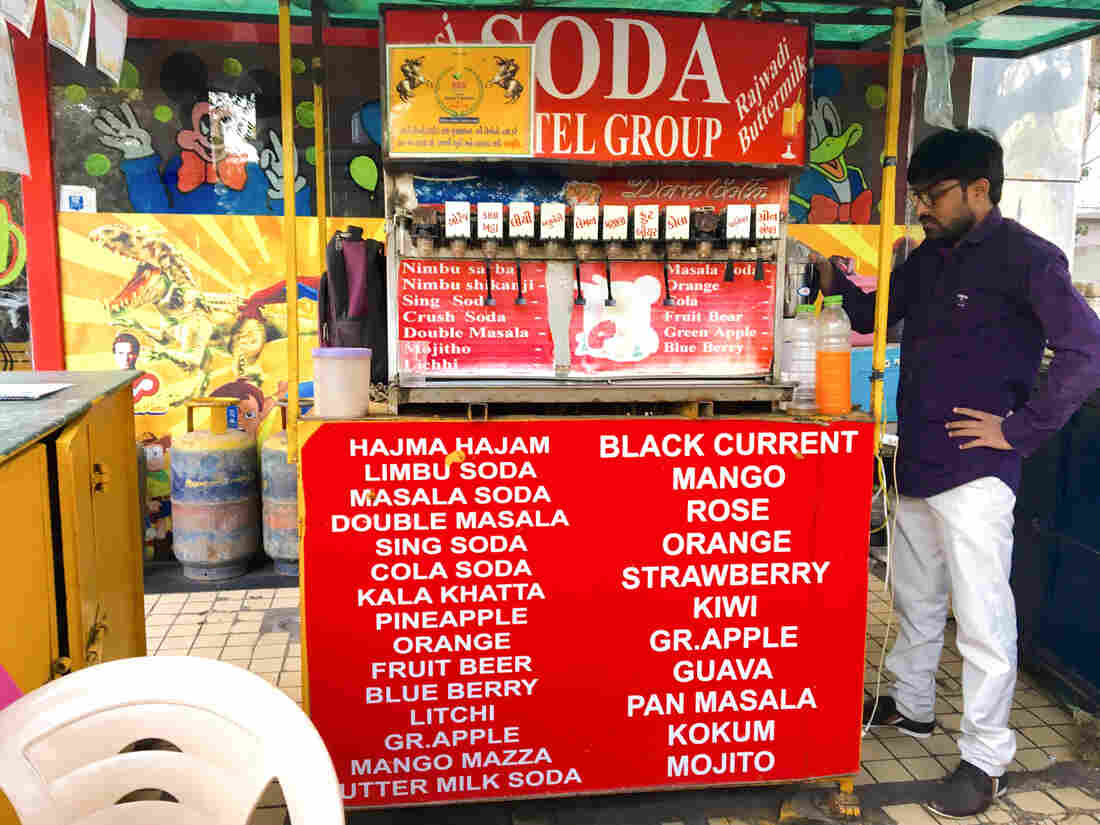 SODA
TEL GROUP
Rajwadi
Buttermilk
લીચી
કોલા
Nimbu
Nimbu shikanji -
Sing Soda
Crush Soda -
Double Masala -
Mojitho -
Lichhi
Masala Soda
Orange -
Cola
Fruit Bear -
Green Apple -
Blue Berry -
HAJMA HAJAM
LIMBU SODA
MASALA SODA
DOUBLE MASALA
SING SODA
COLA SODA
KALA KHATTA
PINEAPPLE
ORANGE
FRUIT BEER
BLUE BERRY
LITCHI
GR.APPLE
MANGO MAZZA
UTTER MILK SODA
BLACK CURRENT
MANGO
ROSE
ORANGE
STRAWBERRY
KIWI
GR.APPLE
GUAVA
PAN MASALA
KOKUM
MOJITO